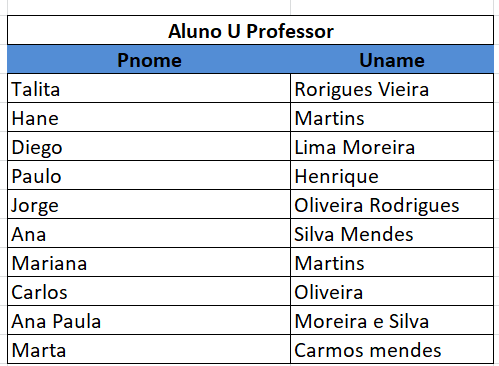 Aluno U Professor
Pnome Uname
Talita Rorigues Vieira
Hane Martins
Diego Lima Moreira
Paulo Henrique
Jorge Oliveira Rodrigues
Ana Silva Mendes
Mariana Martins
Carlos Oliveira
Ana Paula Moreira e Silva
Marta Carmos mendes